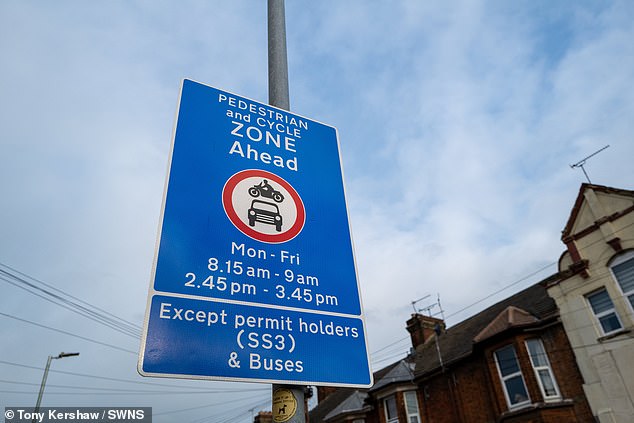 PEDESTRIAN
and CYCLE
ZONE
Ahead
Mon - Fri
8.15 am - 9 am
2.45 pm - 3.45 pm
Except permit holders
(SS3)
& Buses
© Tony Kershaw / SWNS